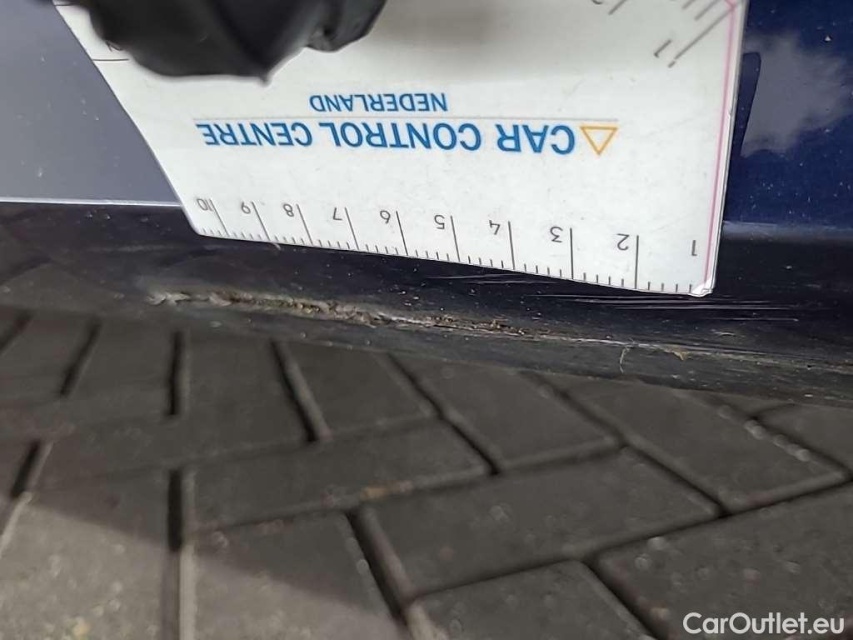 CAR CONTROL CENTRE
NEDERLAND
1 2 3 4 5 6 7 8 9 10
CarOutlet.eu